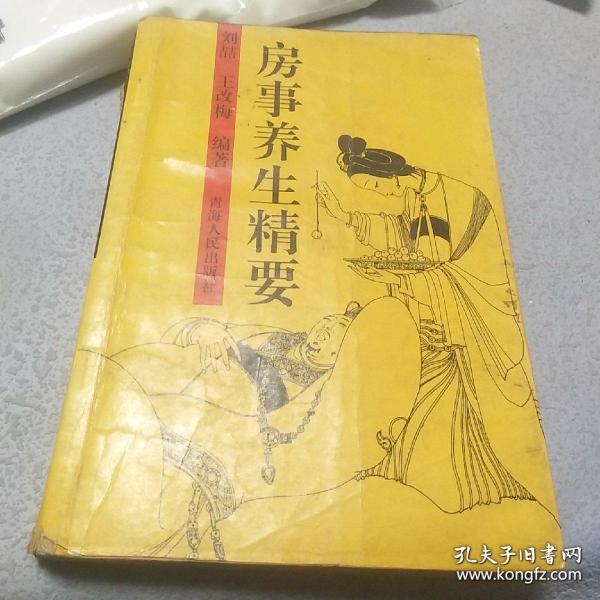 房事养生精要
刘喆 王改梅 编著
青海人民出版社
孔夫子旧书网
www.kongfz.com